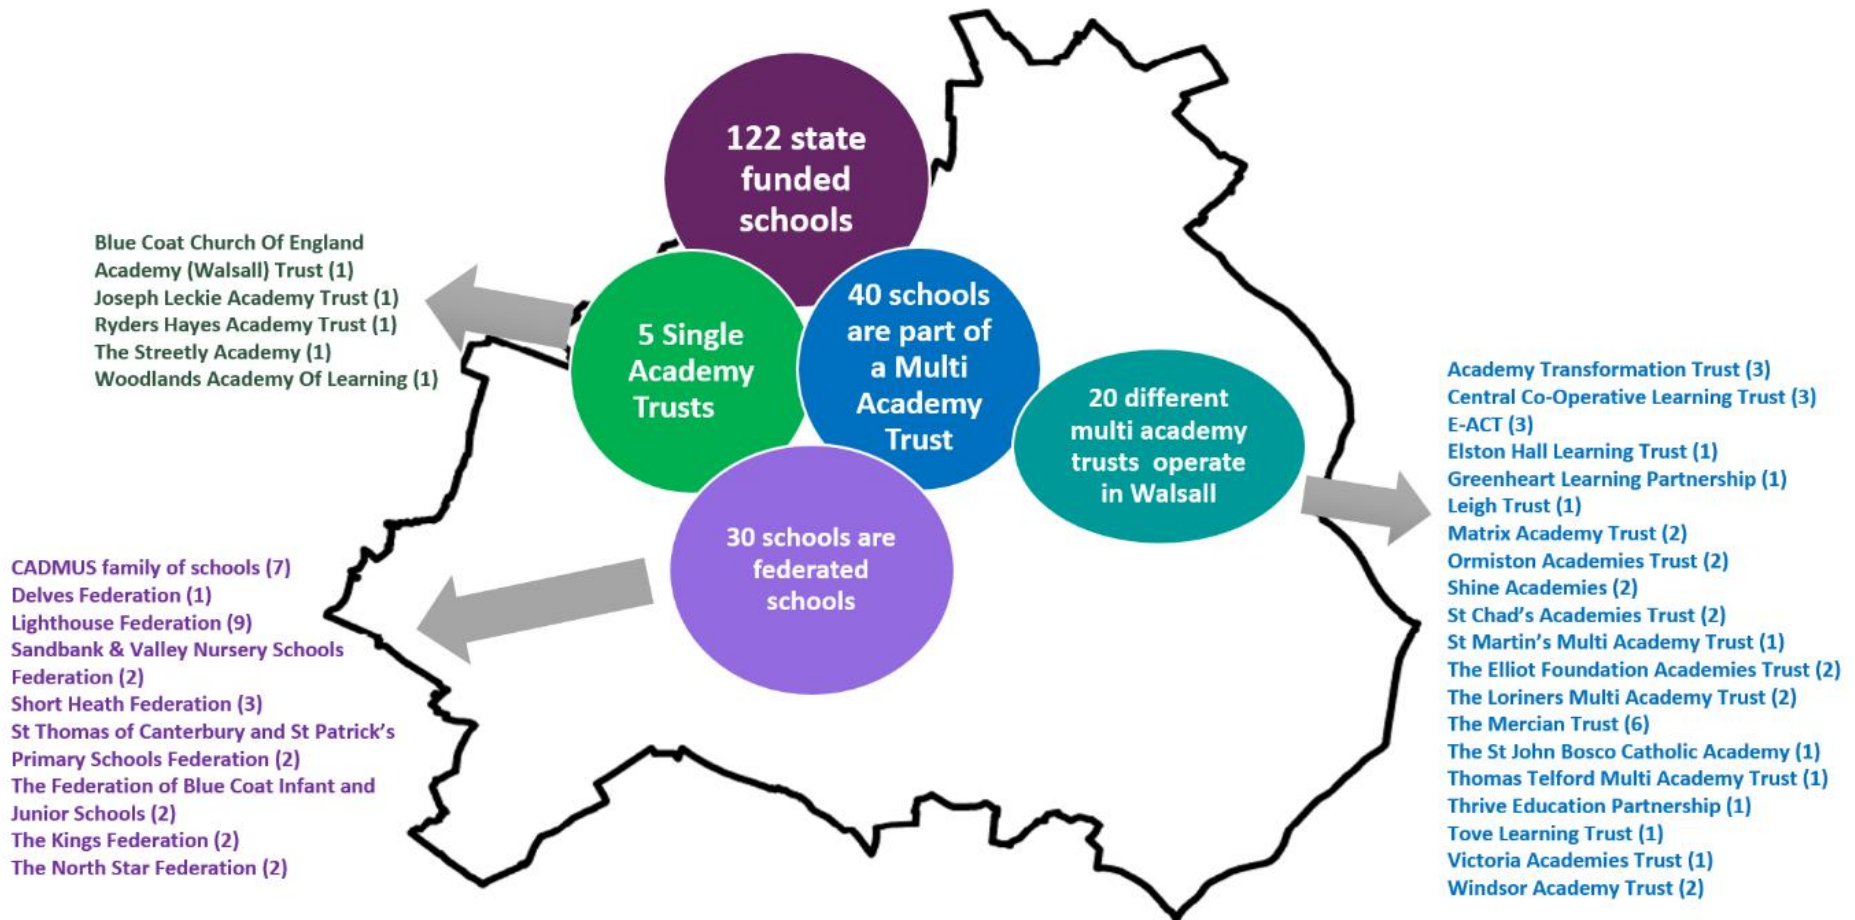 122 state
funded
schools
Blue Coat Church Of England
Academy (Walsall) Trust (1)
Joseph Leckie Academy Trust (1)
Ryders Hayes Academy Trust (1)
The Streetly Academy (1)
Woodlands Academy Of Learning (1)
5 Single
Academy
Trusts
40 schools
are part of
a Multi
Academy
Trust
20 different
multi academy
trusts operate
in Walsall
Academy Transformation Trust (3)
Central Co-Operative Learning Trust (3)
E-ACT (3)
Elston Hall Learning Trust (1)
Greenheart Learning Partnership (1)
Leigh Trust (1)
Matrix Academy Trust (2)
Ormiston Academies Trust (2)
Shine Academies (2)
St Chad's Academies Trust (2)
St Martin's Multi Academy Trust (1)
The Elliot Foundation Academies Trust (2)
The Loriners Multi Academy Trust (2)
The Mercian Trust (6)
The St John Bosco Catholic Academy (1)
Thomas Telford Multi Academy Trust (1)
Thrive Education Partnership (1)
Tove Learning Trust (1)
Victoria Academies Trust (1)
Windsor Academy Trust (2)
30 schools are
federated
schools
CADMUS family of schools (7)
Delves Federation (1)
Lighthouse Federation (9)
Sandbank & Valley Nursery Schools
Federation (2)
Short Heath Federation (3)
St Thomas of Canterbury and St Patrick's
Primary Schools Federation (2)
The Federation of Blue Coat Infant and
Junior Schools (2)
The Kings Federation (2)
The North Star Federation (2)